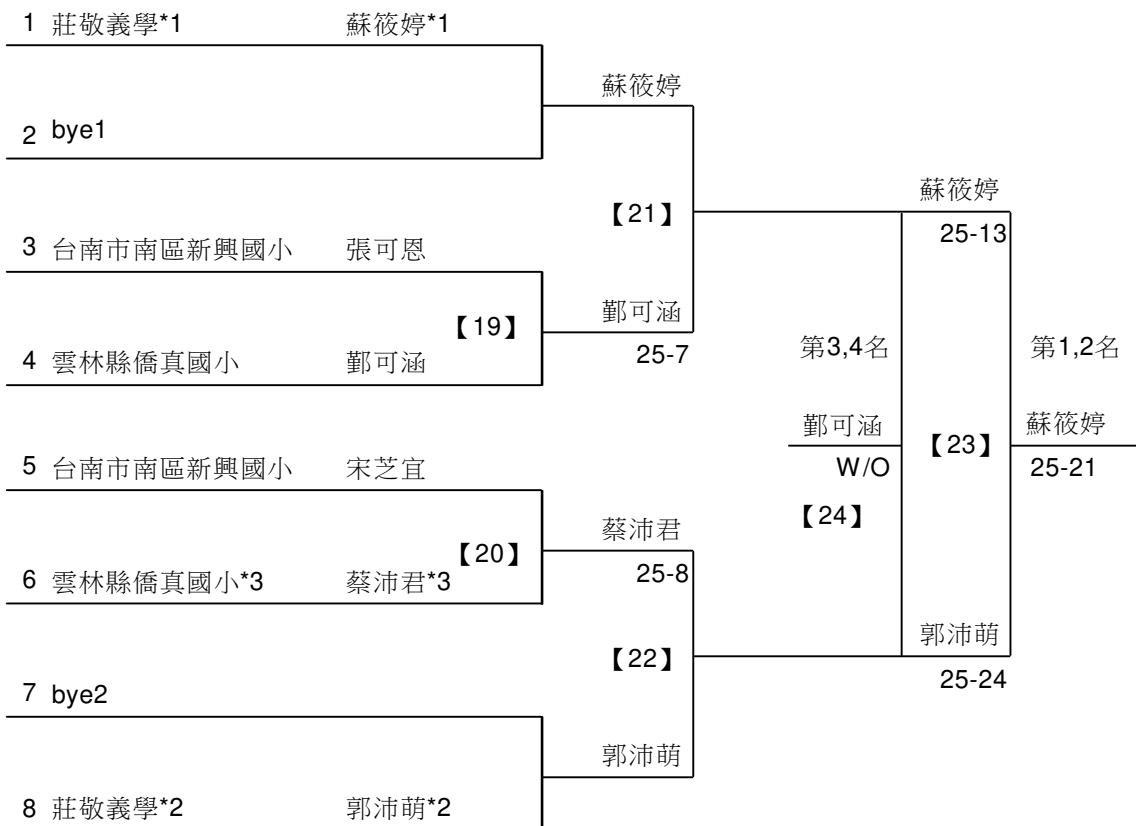 1 莊敬義學*1 蘇筱婷*1
蘇筱婷
2 bye1
蘇筱婷
【21】
25-13
3 台南市南區新興國小 張可恩
鄞可涵
【19】
25-7
第3,4名 第1,2名
4 雲林縣僑真國小 鄞可涵
鄞可涵 蘇筱婷
【23】
5 台南市南區新興國小 宋芝宜
W/O 25-21
【24】
蔡沛君
【20】
25-8
6 雲林縣僑真國小*3 蔡沛君*3
郭沛萌
【22】
25-24
7 bye2
郭沛萌
8 莊敬義學*2 郭沛萌*2